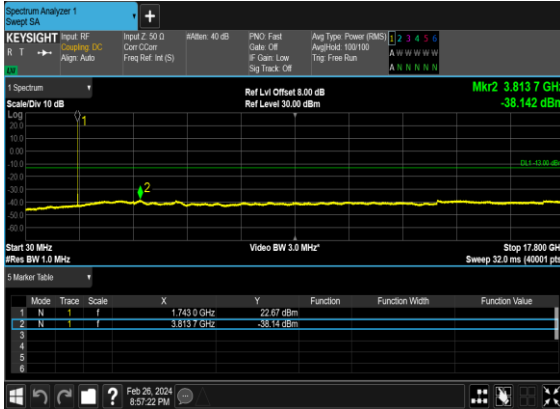 Spectrum Analyzer 1
Swept SA
+
KEYSIGHT
R T
Input: RF
Coupling: DC
Align: Auto
Input Z: 50 Ω
Corr CCorr
Freq Ref: Int (S)
#Atten: 40 dB
PNO: Fast
Gate: Off
IF Gain: Low
Sig Track: Off
Avg Type: Power (RMS)
Avg|Hold: 100/100
Trig: Free Run
1 2 3 4 5 6
A W W W W W
A N N N N N
1 Spectrum
Scale/Div 10 dB
Ref Lvl Offset 8.00 dB
Ref Level 30.00 dBm
Mkr2 3.813 7 GHz
-38.142 dBm
Log
20.0
10.0
0.00
-10.0
-20.0
-30.0
-40.0
-50.0
-60.0
1
2
DL1 -13.00 dBm
Start 30 MHz
#Res BW 1.0 MHz
Video BW 3.0 MHz*
Stop 17.800 GHz
Sweep 32.0 ms (40001 pts)
5 Marker Table
Mode Trace Scale X Y Function Function Width Function Value
1 N 1 f 1.743 0 GHz 22.67 dBm
2 N 1 f 3.813 7 GHz -38.14 dBm
3
4
5
6
?
Feb 26, 2024
8:57:22 PM